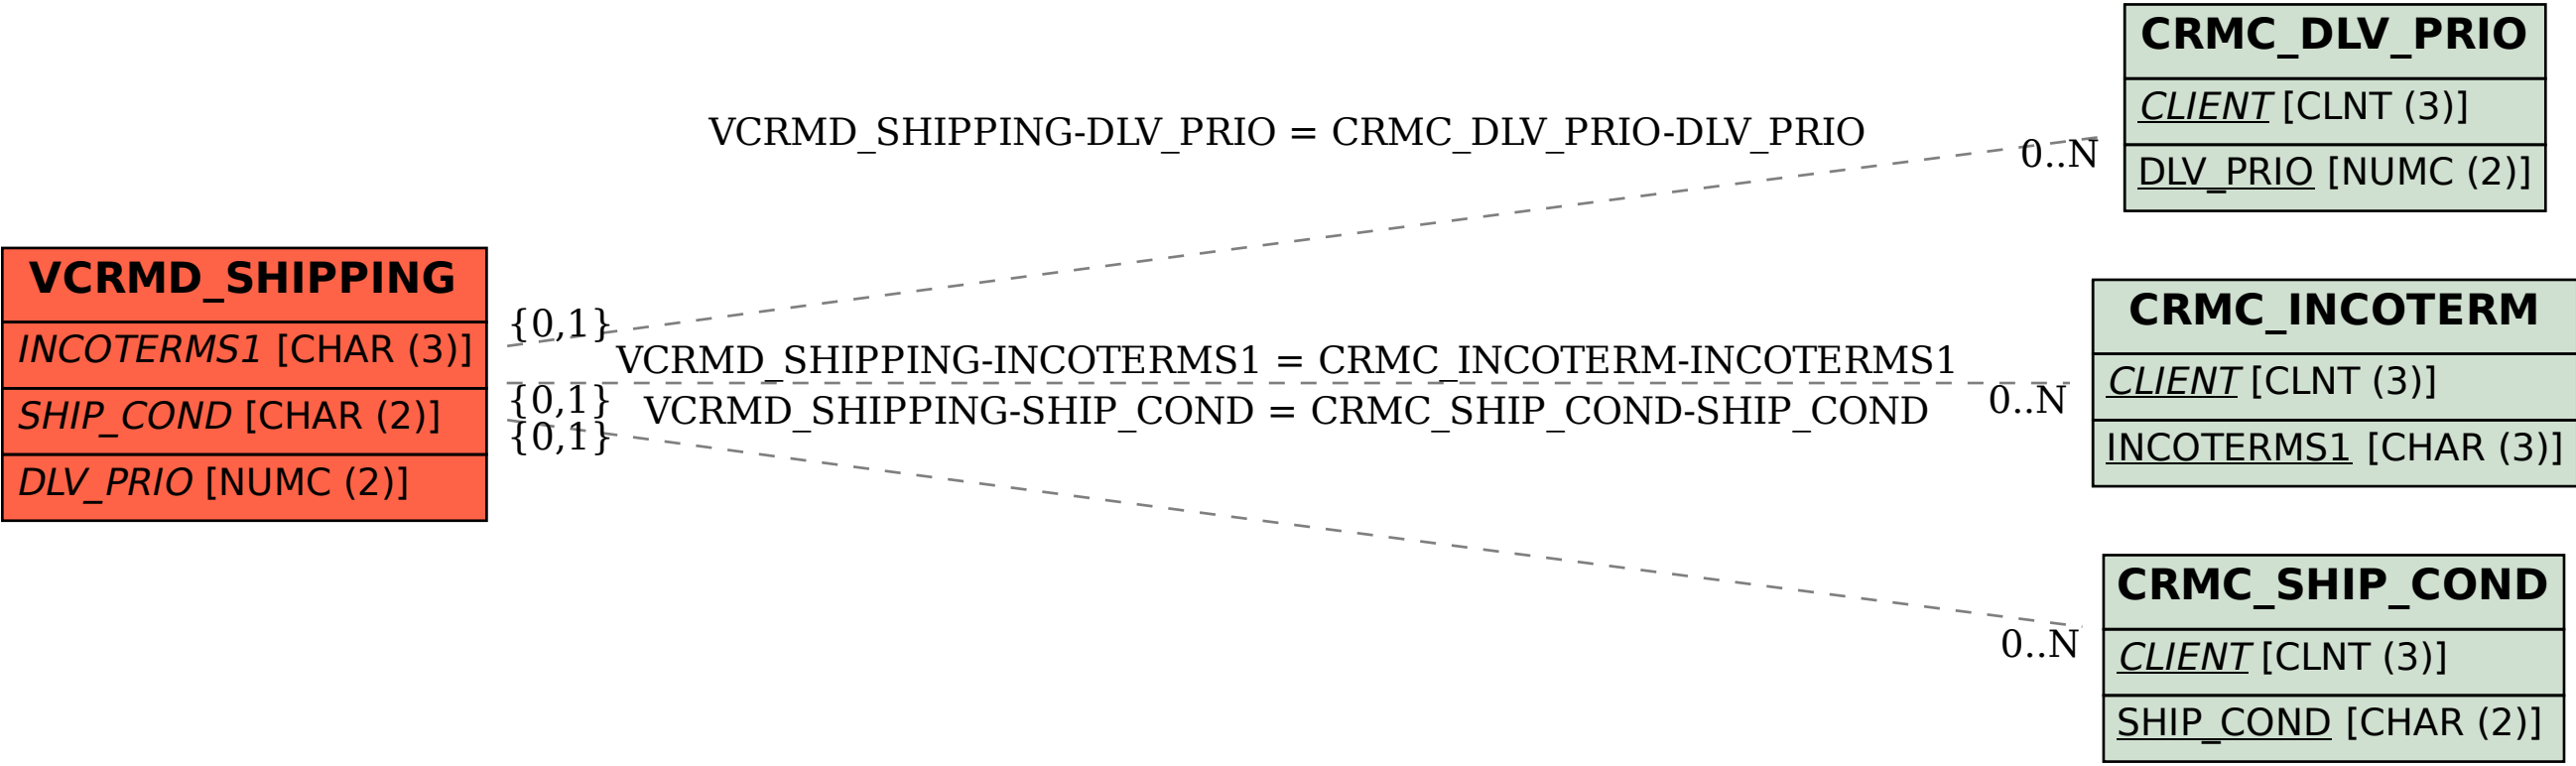 VCRMD_SHIPPING
INCOTERMS1 [CHAR (3)]
SHIP_COND [CHAR (2)]
DLV_PRIO [NUMC (2)]
VCRMD_SHIPPING-DLV_PRIO = CRMC_DLV_PRIO-DLV_PRIO
{0,1}
0..N
VCRMD_SHIPPING-INCOTERMS1 = CRMC_INCOTERM-INCOTERMS1
{0,1}
0..N
VCRMD_SHIPPING-SHIP_COND = CRMC_SHIP_COND-SHIP_COND
{0,1}
0..N
CRMC_DLV_PRIO
CLIENT [CLNT (3)]
DLV_PRIO [NUMC (2)]
CRMC_INCOTERM
CLIENT [CLNT (3)]
INCOTERMS1 [CHAR (3)]
CRMC_SHIP_COND
CLIENT [CLNT (3)]
SHIP_COND [CHAR (2)]